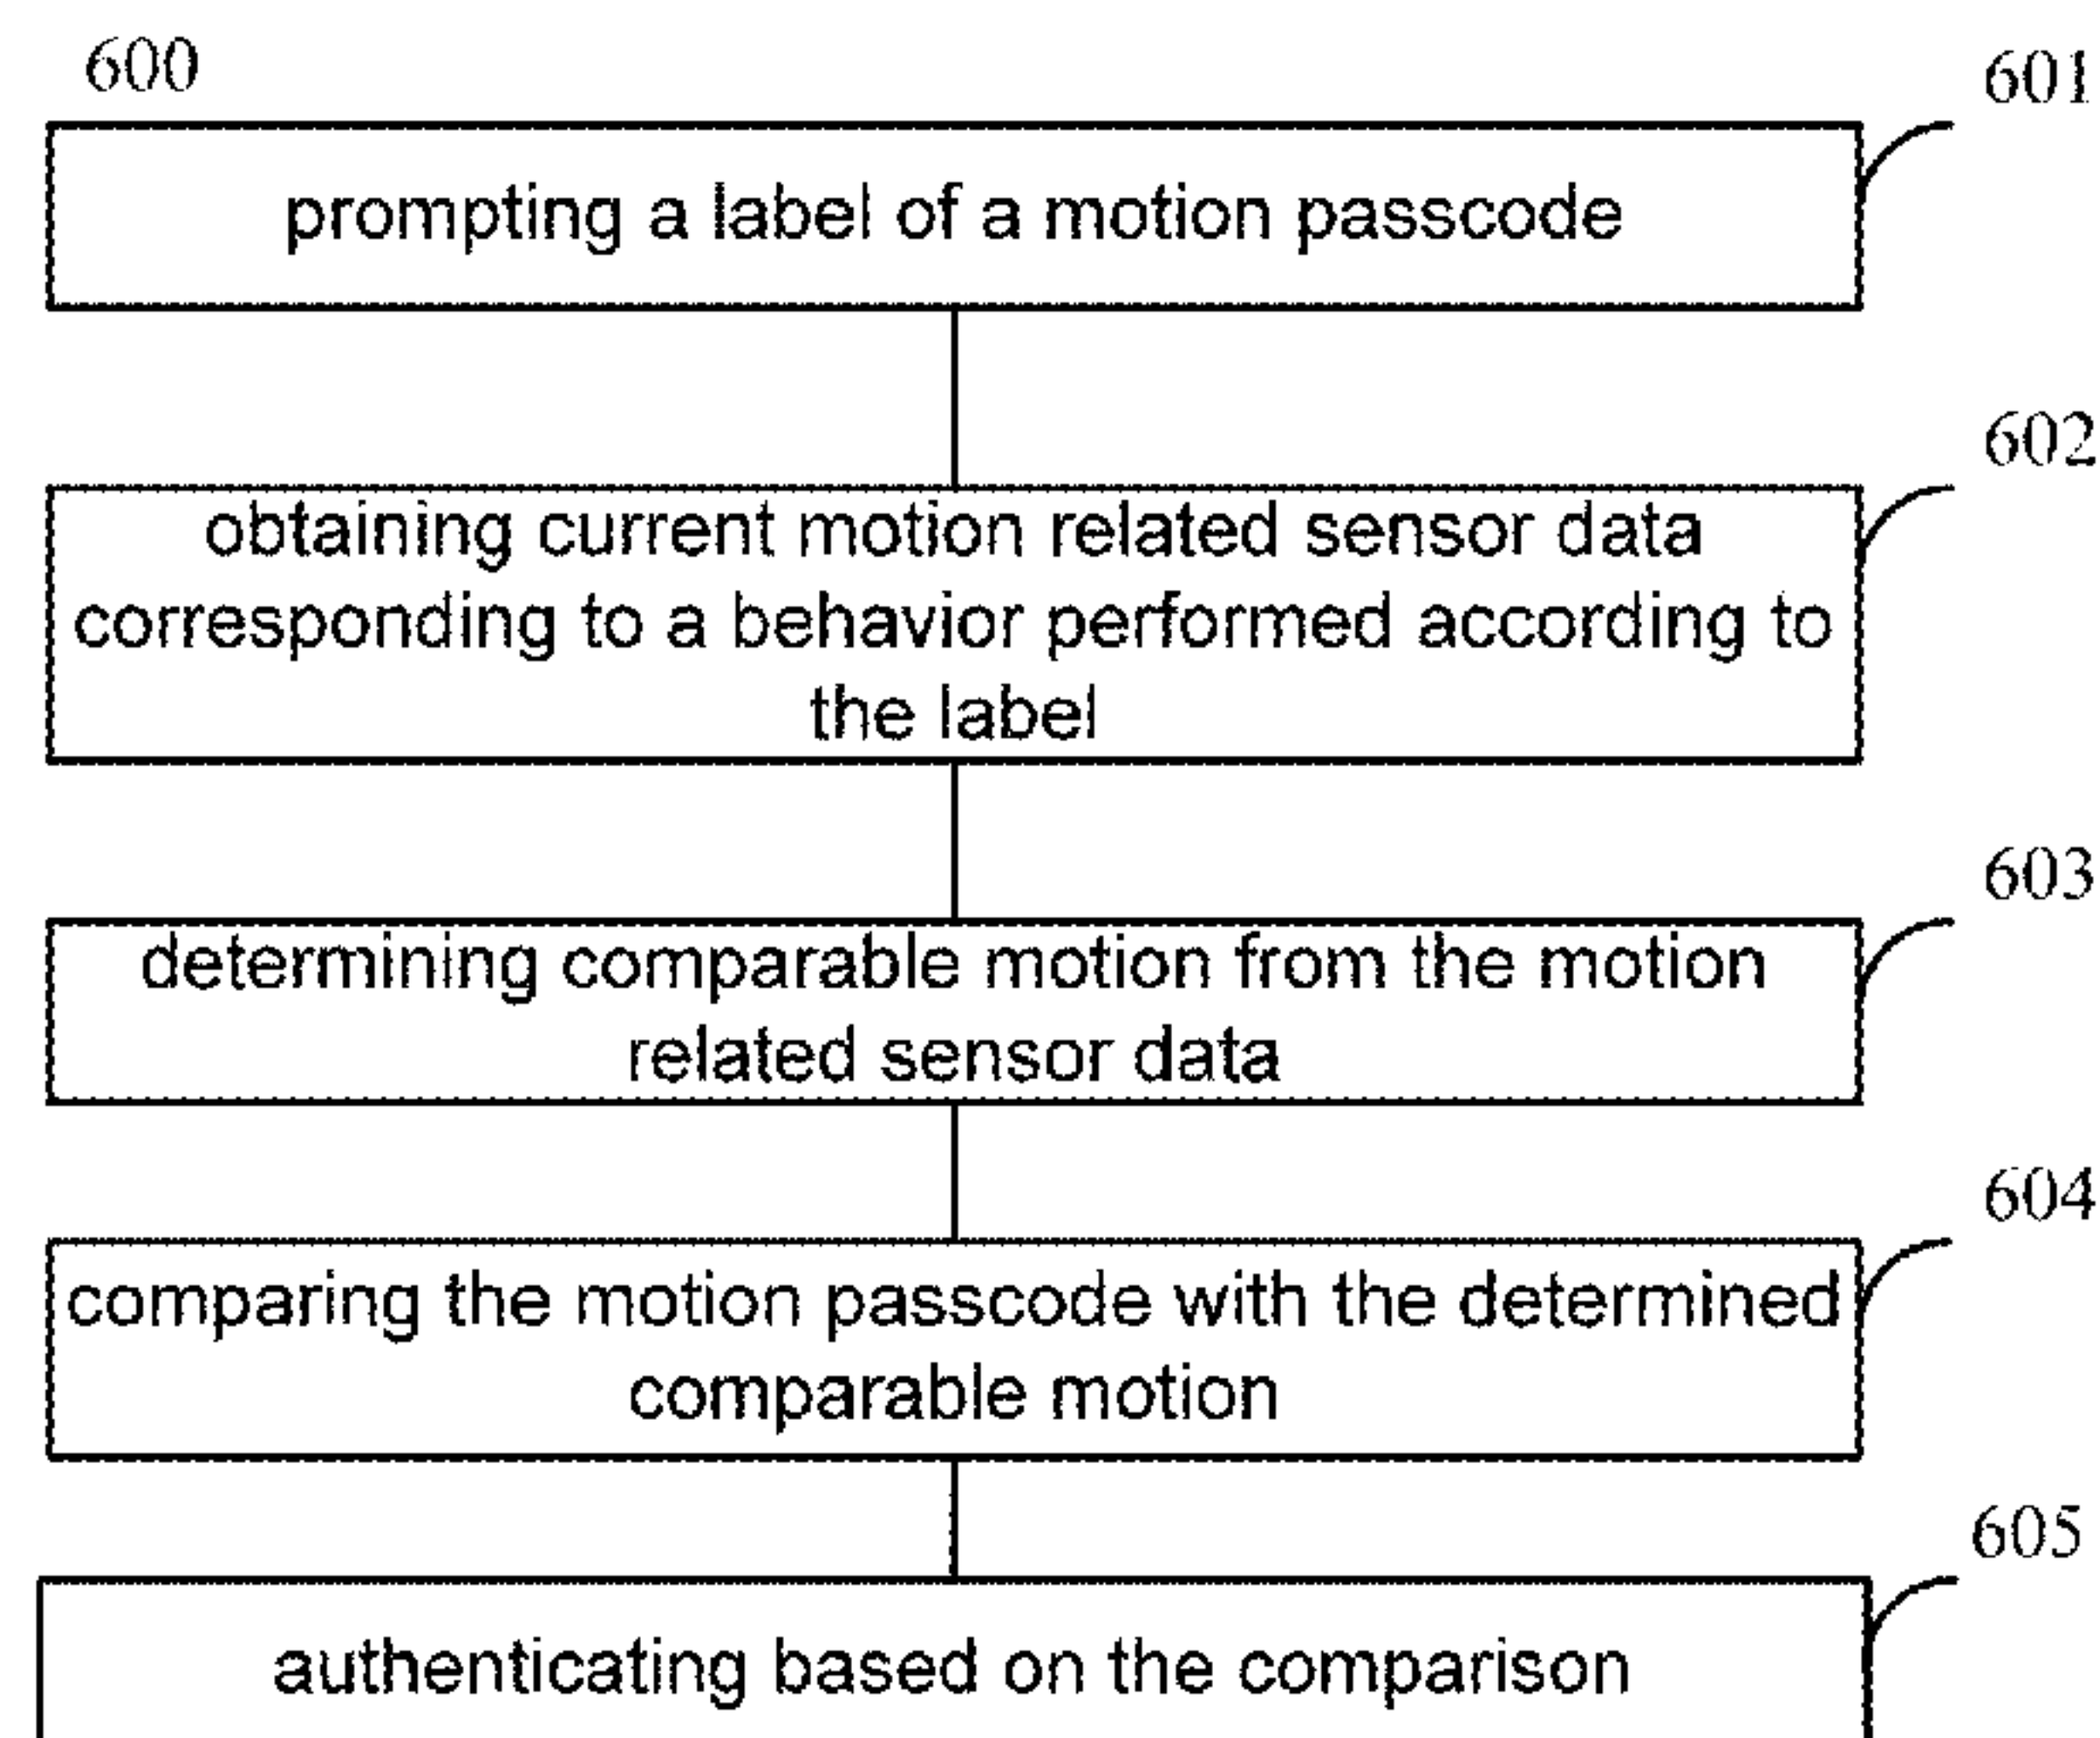 600
601
prompting a label of a motion passcode
602
obtaining current motion related sensor data
corresponding to a behavior performed according to
the label
603
determining comparable motion from the motion
related sensor data
604
comparing the motion passcode with the determined
comparable motion
605
authenticating based on the comparison